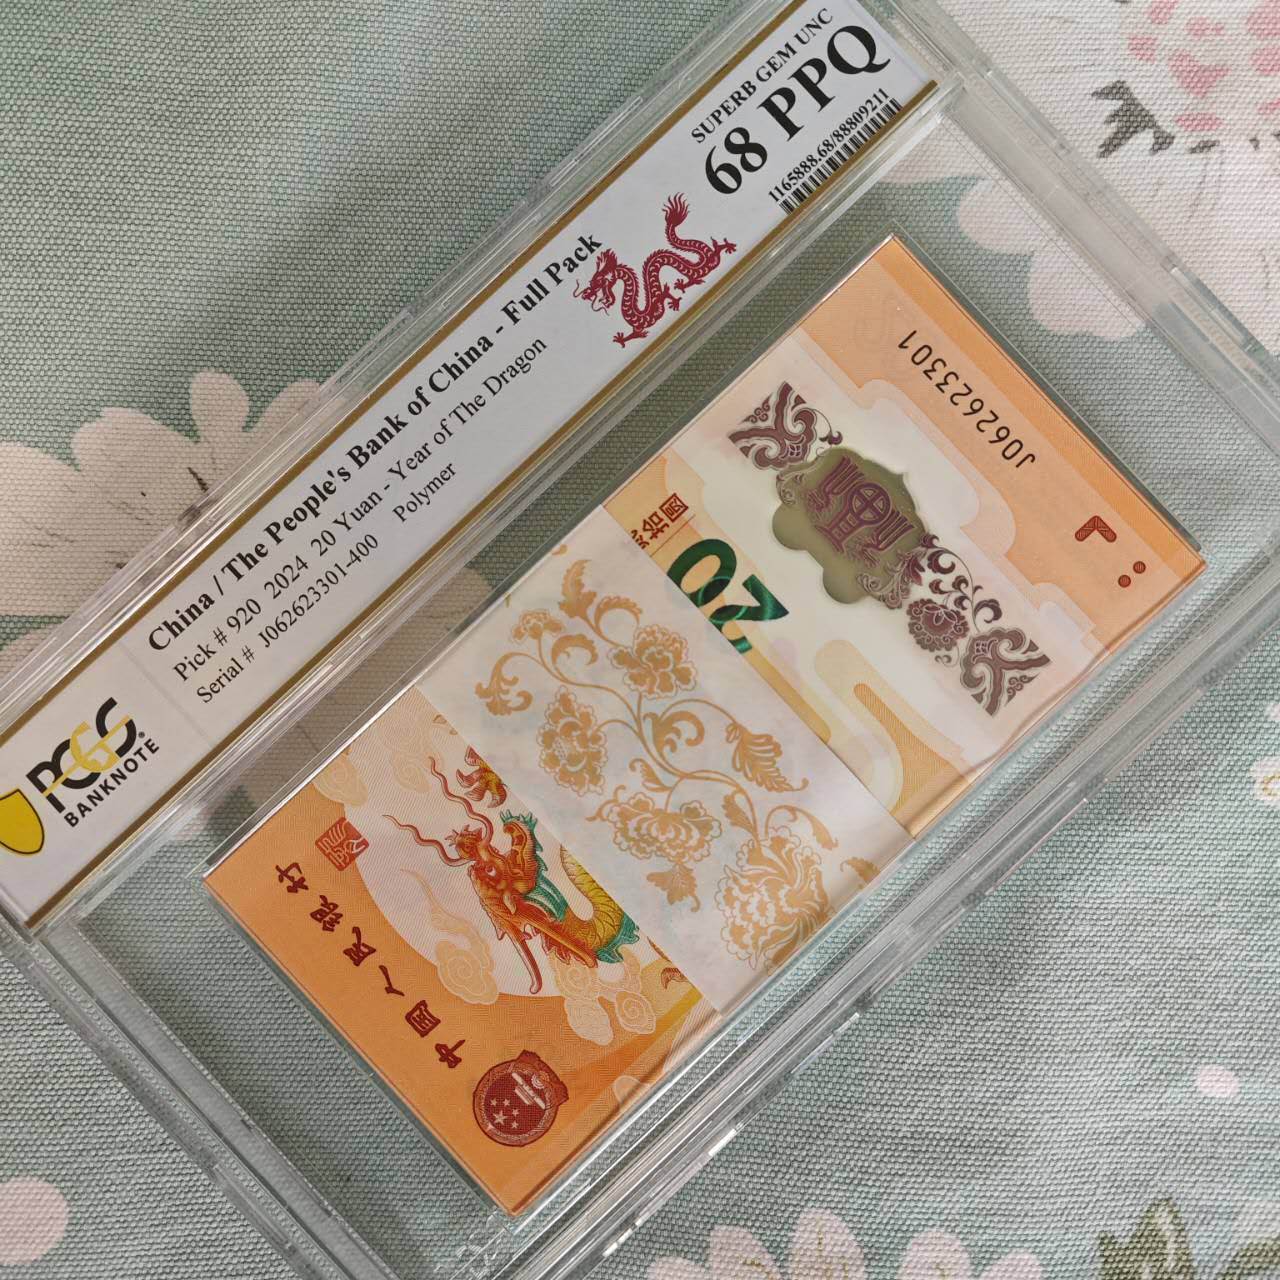 SUPERB GEM UNC
68 PPQ
1165888.68/88809211
China / The People's Bank of China - Full Pack
Pick # 920 2024 20 Yuan - Year of The Dragon
Serial # J062623301-400
Polymer
PCGS
BANKNOTE
J062623301
圆
拾
20
中国人民银行